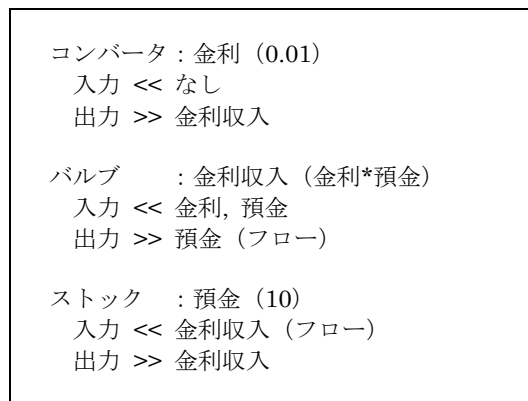 コンバータ：金利（0.01）
入力 << なし
出力 >> 金利収入
バルブ　　：金利収入（金利*預金）
入力 << 金利, 預金
出力 >> 預金（フロー）
ストック　：預金（10）
入力 << 金利収入（フロー）
出力 >> 金利収入